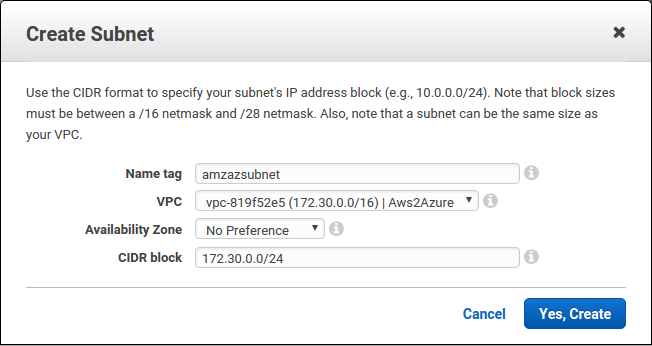 Create Subnet
Use the CIDR format to specify your subnet's IP address block (e.g., 10.0.0.0/24). Note that block sizes
must be between a /16 netmask and /28 netmask. Also, note that a subnet can be the same size as
your VPC.
Name tag amzazsubnet
VPC vpc-819f52e5 (172.30.0.0/16) | Aws2Azure
Availability Zone No Preference
CIDR block 172.30.0.0/24
Cancel Yes, Create